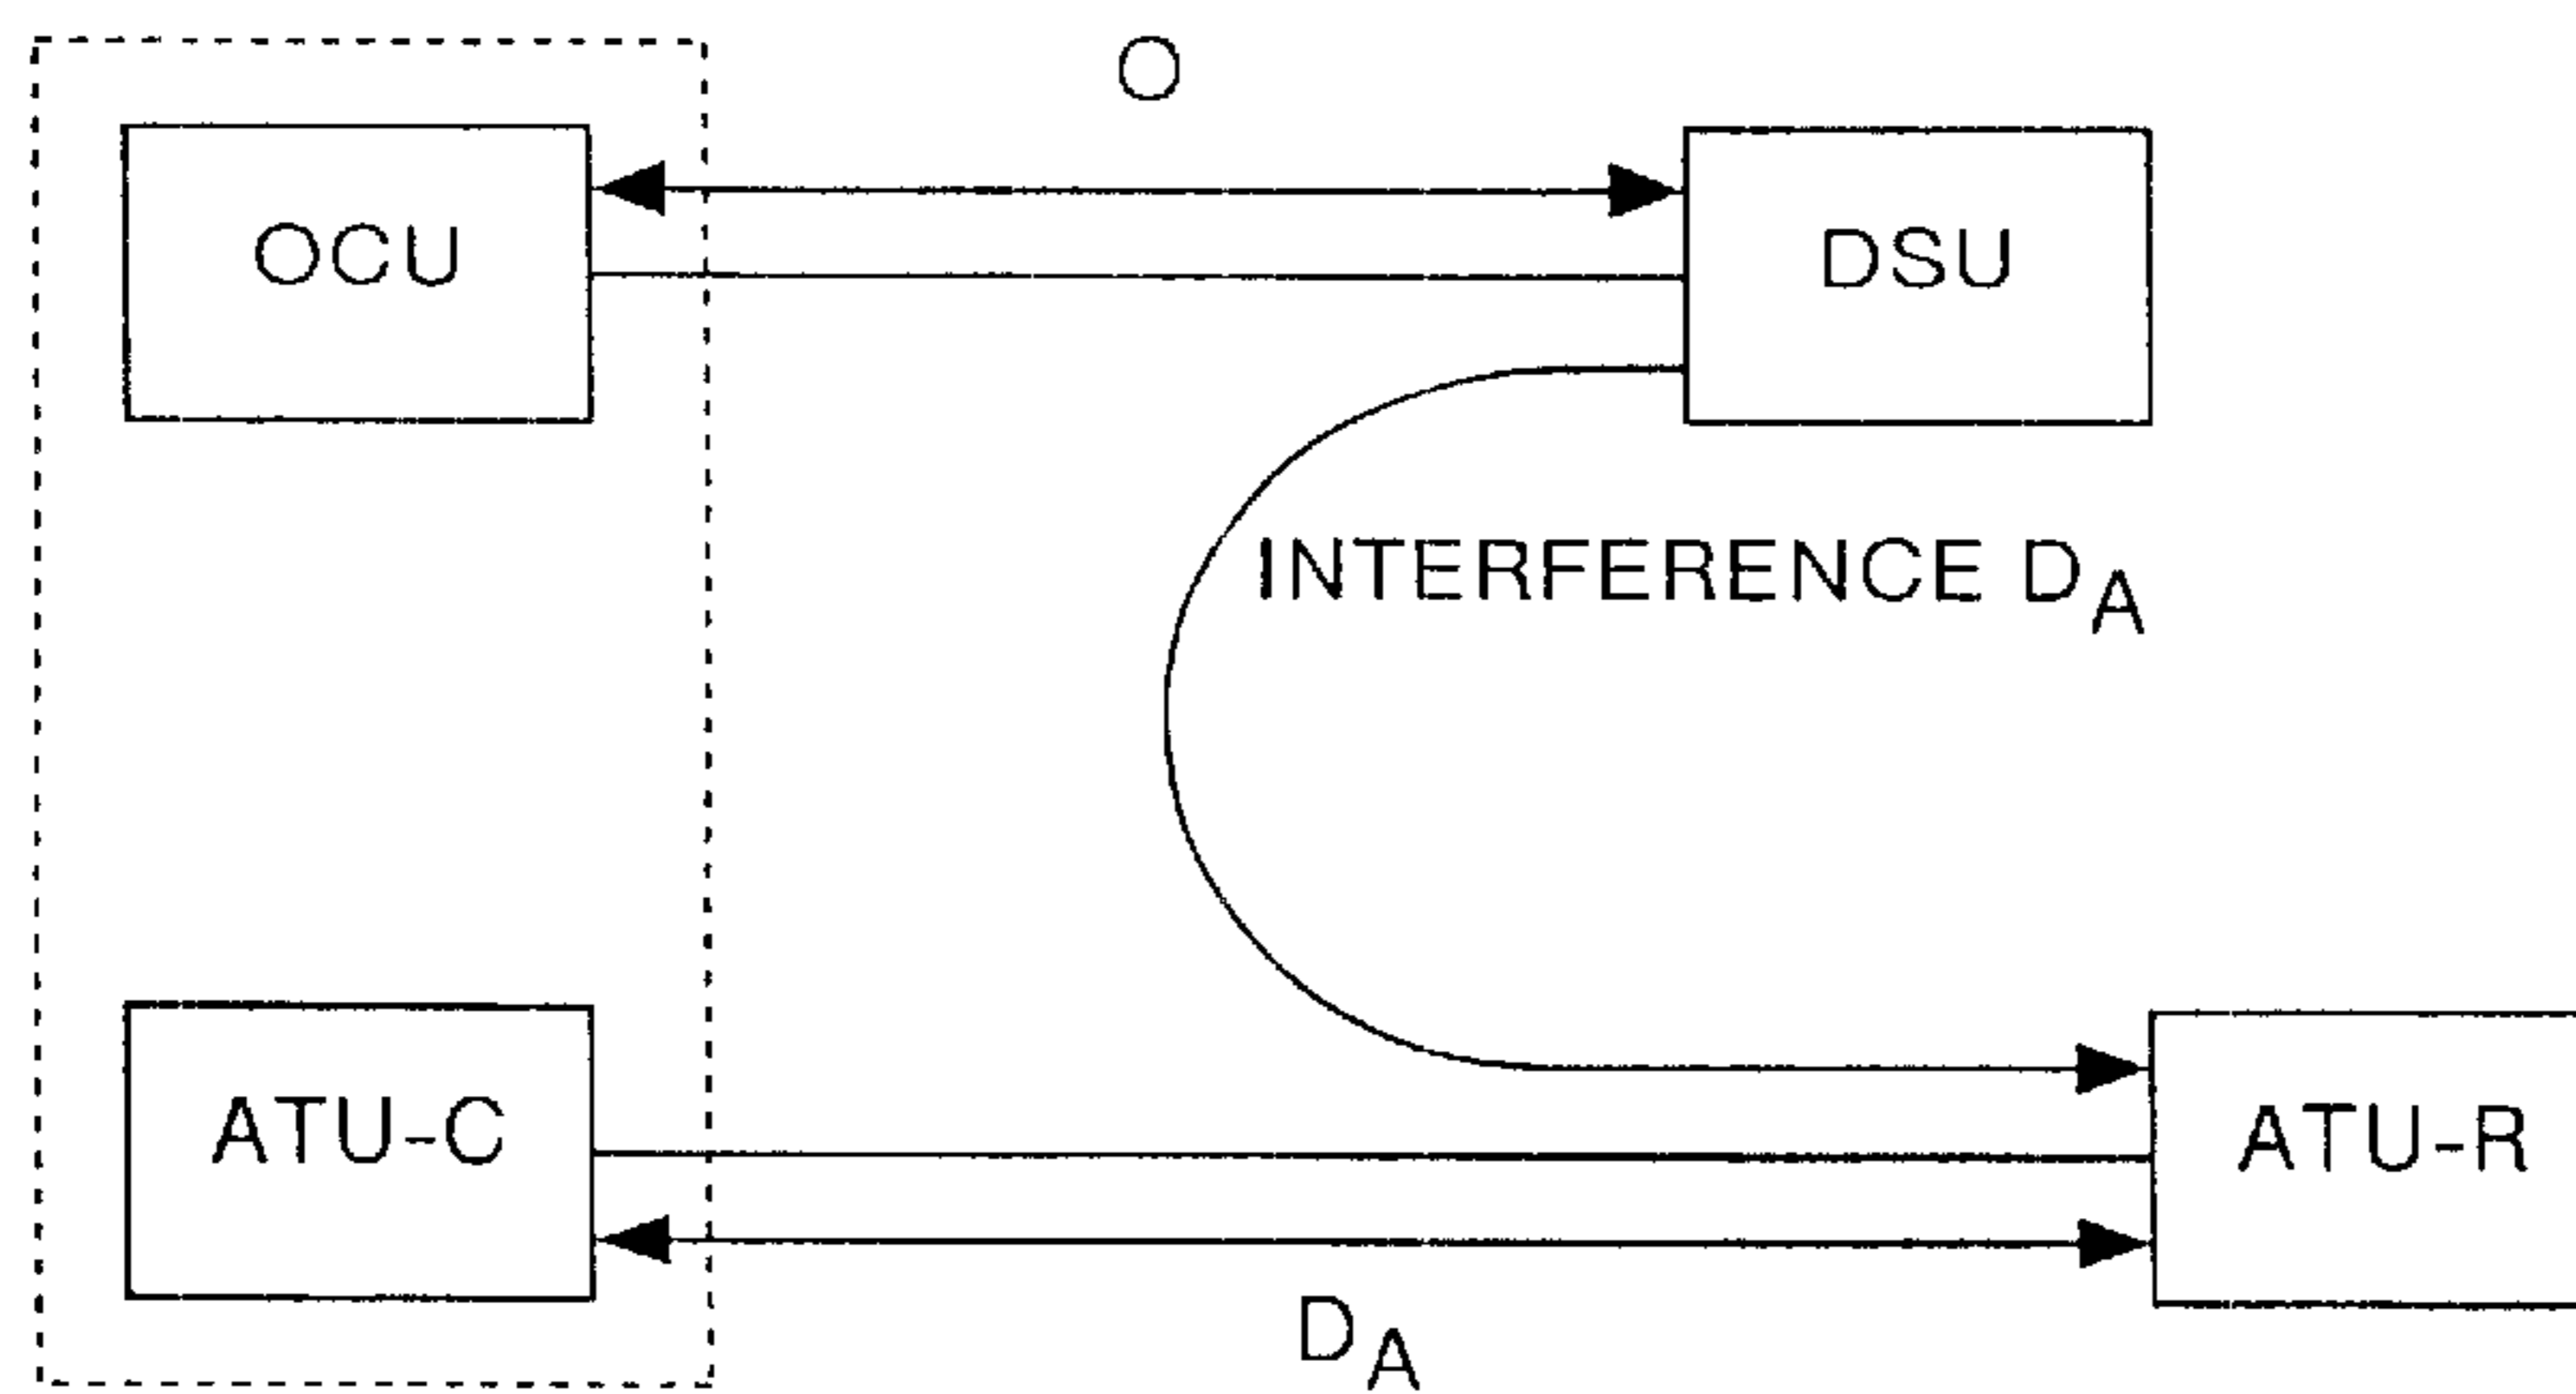 O
OCU
DSU
INTERFERENCE DA
ATU-C
ATU-R
DA